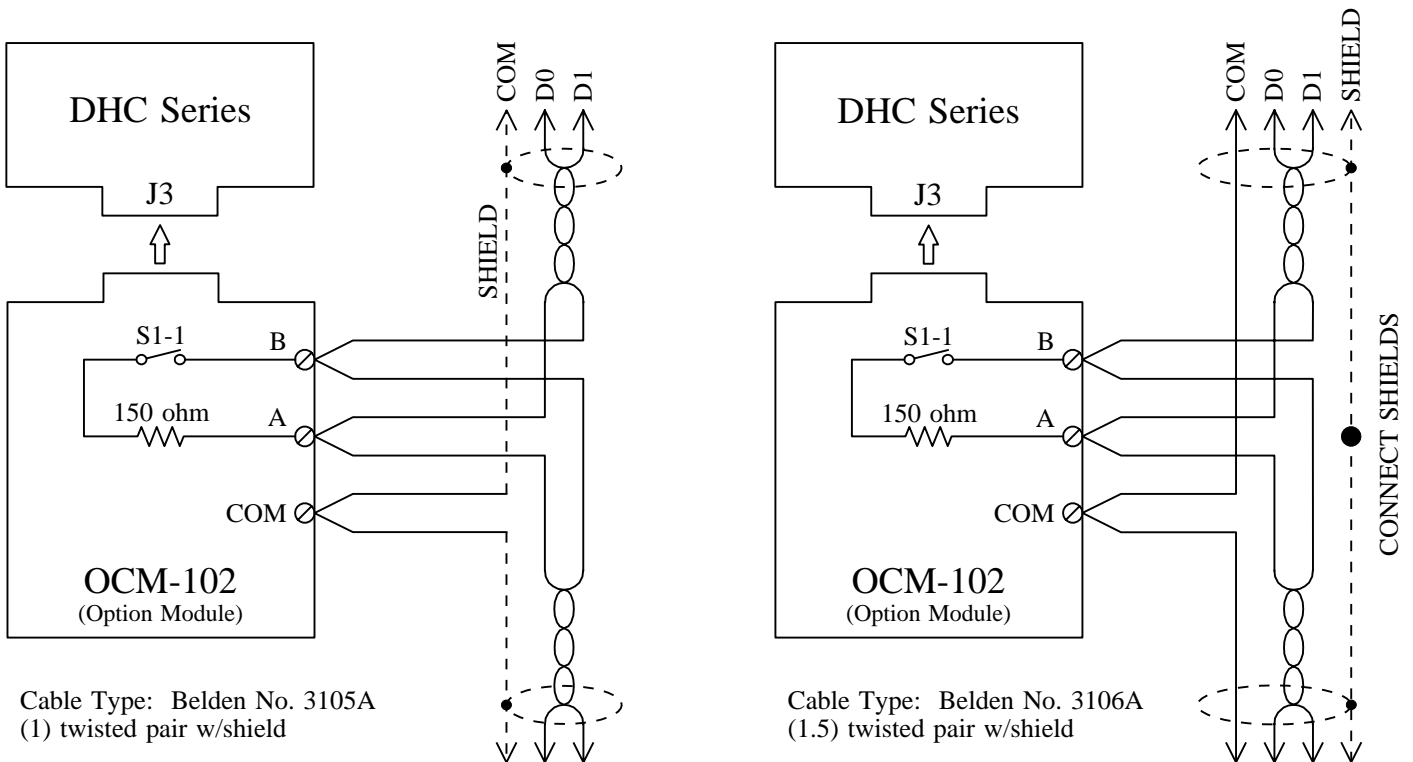 DHC Series
J3
COM
D0
D1
SHIELD
S1-1
B
150 ohm
A
COM
OCM-102
(Option Module)
Cable Type: Belden No. 3105A
(1) twisted pair w/shield
DHC Series
J3
COM
D0
D1
SHIELD
S1-1
B
150 ohm
A
COM
CONNECT SHIELDS
OCM-102
(Option Module)
Cable Type: Belden No. 3106A
(1.5) twisted pair w/shield